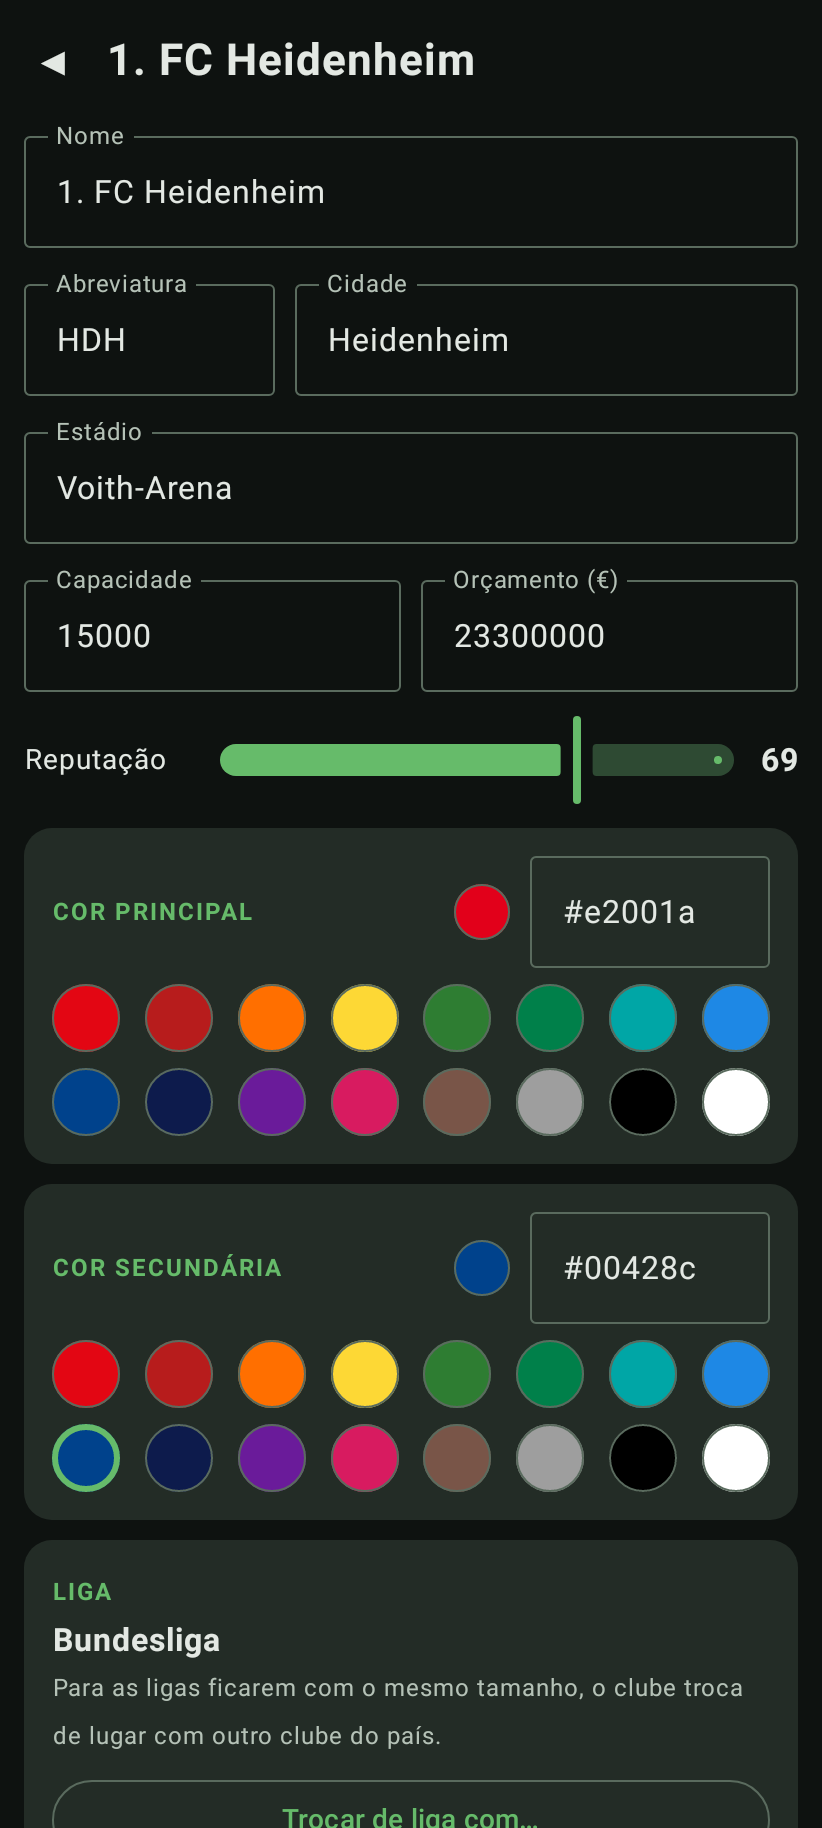 ◀ 1. FC Heidenheim
Nome
1. FC Heidenheim
Abreviatura
HDH
Cidade
Heidenheim
Estádio
Voith-Arena
Capacidade
15000
Orçamento (€)
23300000
Reputação 69
COR PRINCIPAL #e2001a
COR SECUNDÁRIA #00428c
LIGA
Bundesliga
Para as ligas ficarem com o mesmo tamanho, o clube troca
de lugar com outro clube do país.
Trocar de liga com…